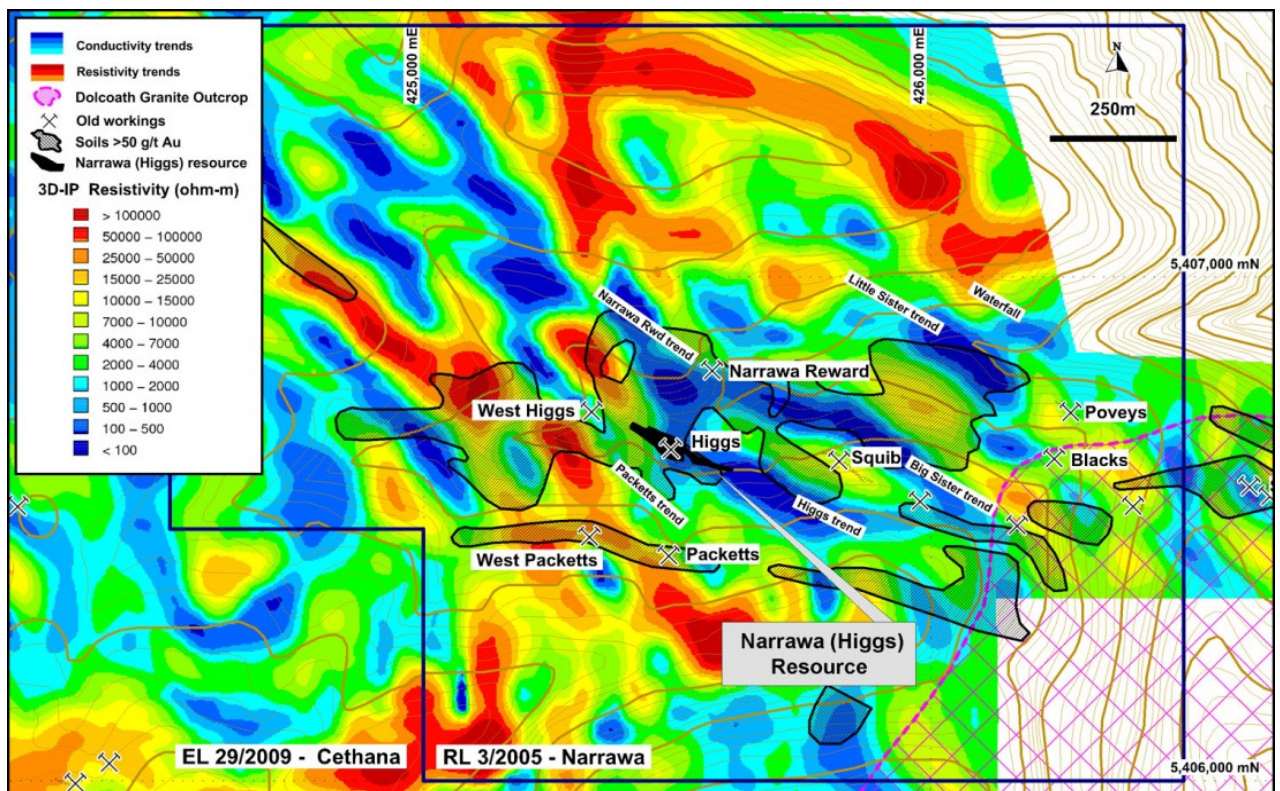 Conductivity trends
Resistivity trends
Dolcoath Granite Outcrop
Old workings
Soils >50 g/t Au
Narrawa (Higgs) resource
3D-IP Resistivity (ohm-m)
> 100000
50000 – 100000
25000 – 50000
15000 – 25000
10000 – 15000
7000 – 10000
4000 – 7000
2000 – 4000
1000 – 2000
500 – 1000
100 – 500
< 100
425,000 mE
426,000 mE
N
250m
5,407,000 mN
Narrawa Rwd trend
Little Sister trend
Waterfall
Narrawa Reward
West Higgs
Poveys
Higgs
Squib
Blacks
Packetts trend
Higgs trend
Big Sister trend
West Packetts
Packetts
Narrawa (Higgs)
Resource
EL 29/2009 - Cethana
RL 3/2005 - Narrawa
5,406,000 mN